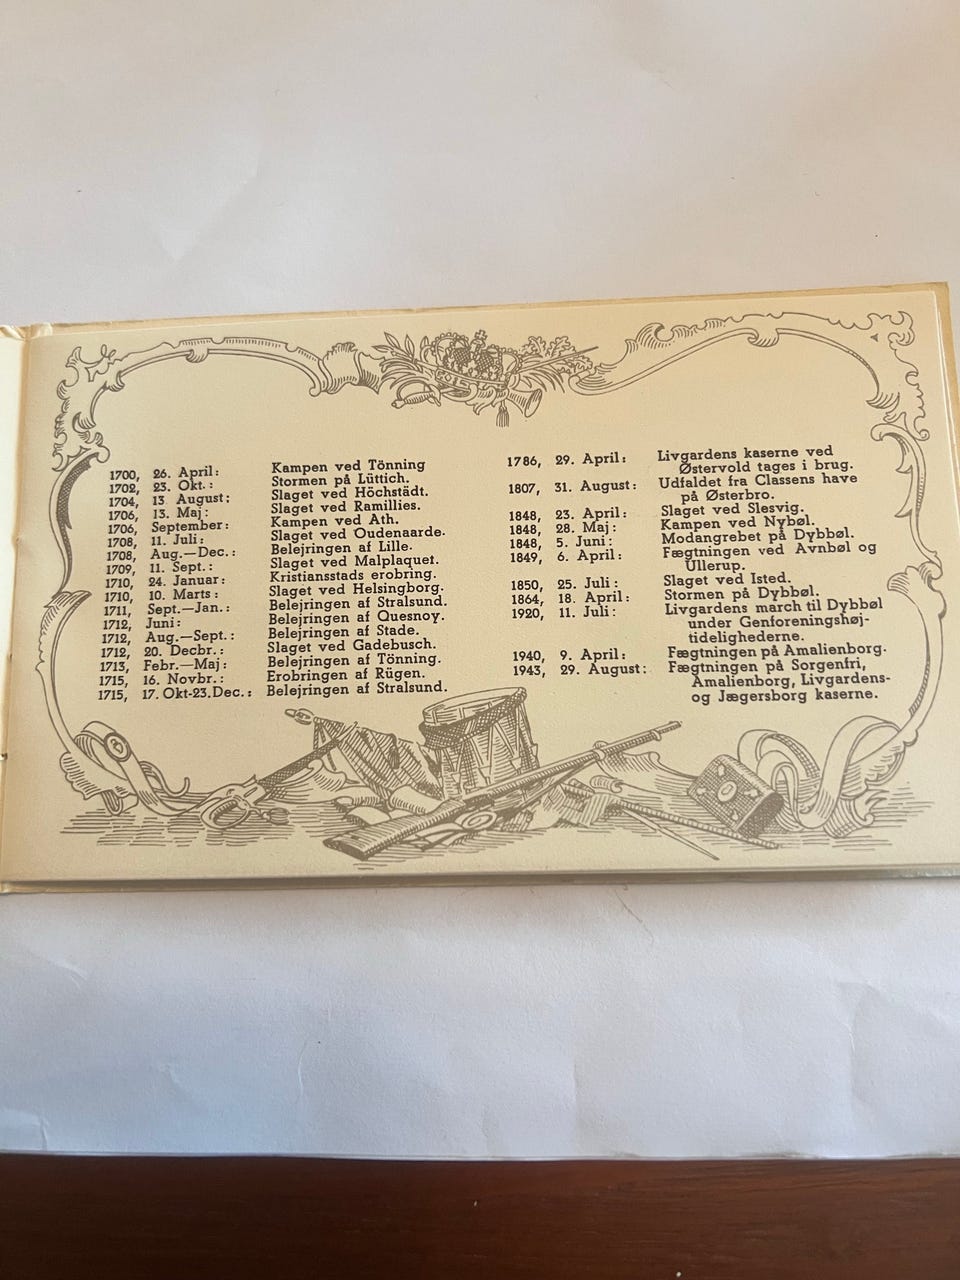 1700, 26. April: Kampen ved Tönning
1702, 23. Okt.: Stormen på Lüttich.
1704, 13 August: Slaget ved Höchstädt.
1706, 13. Maj: Slaget ved Ramillies.
1706, September: Kampen ved Ath.
1708, 11. Juli: Slaget ved Oudenaarde.
1708, Aug.—Dec.: Belejringen af Lille.
1709, 11. Sept.: Slaget ved Malplaquet.
1710, 24. Januar: Kristiansstads erobring.
1710, 10. Marts: Slaget ved Helsingborg.
1711, Sept.—Jan.: Belejringen af Stralsund.
1712, Juni: Belejringen af Quesnoy.
1712, Aug.—Sept.: Belejringen af Stade.
1712, 20. Decbr.: Slaget ved Gadebusch.
1713, Febr.—Maj: Belejringen af Tönning.
1715, 16. Novbr.: Erobringen af Rügen.
1715, 17. Okt-23. Dec.: Belejringen af Stralsund.
1786, 29. April: Livgardens kaserne ved
Østervold tages i brug.
1807, 31. August: Udfaldet fra Classens have
på Østerbro.
1848, 23. April: Slaget ved Slesvig.
1848, 28. Maj: Kampen ved Nybøl.
1848, 5. Juni: Modangrebet på Dybbøl.
1849, 6. April: Fægtningen ved Avnbøl og
Ullerup.
1850, 25. Juli: Slaget ved Isted.
1864, 18. April: Stormen på Dybbøl.
1920, 11. Juli: Livgardens march til Dybbøl
under Genforeningshøj-
tidelighederne.
1940, 9. April: Fægtningen på Amalienborg.
1943, 29. August: Fægtningen på Sorgenfri,
Amalienborg, Livgardens-
og Jægersborg kaserne.